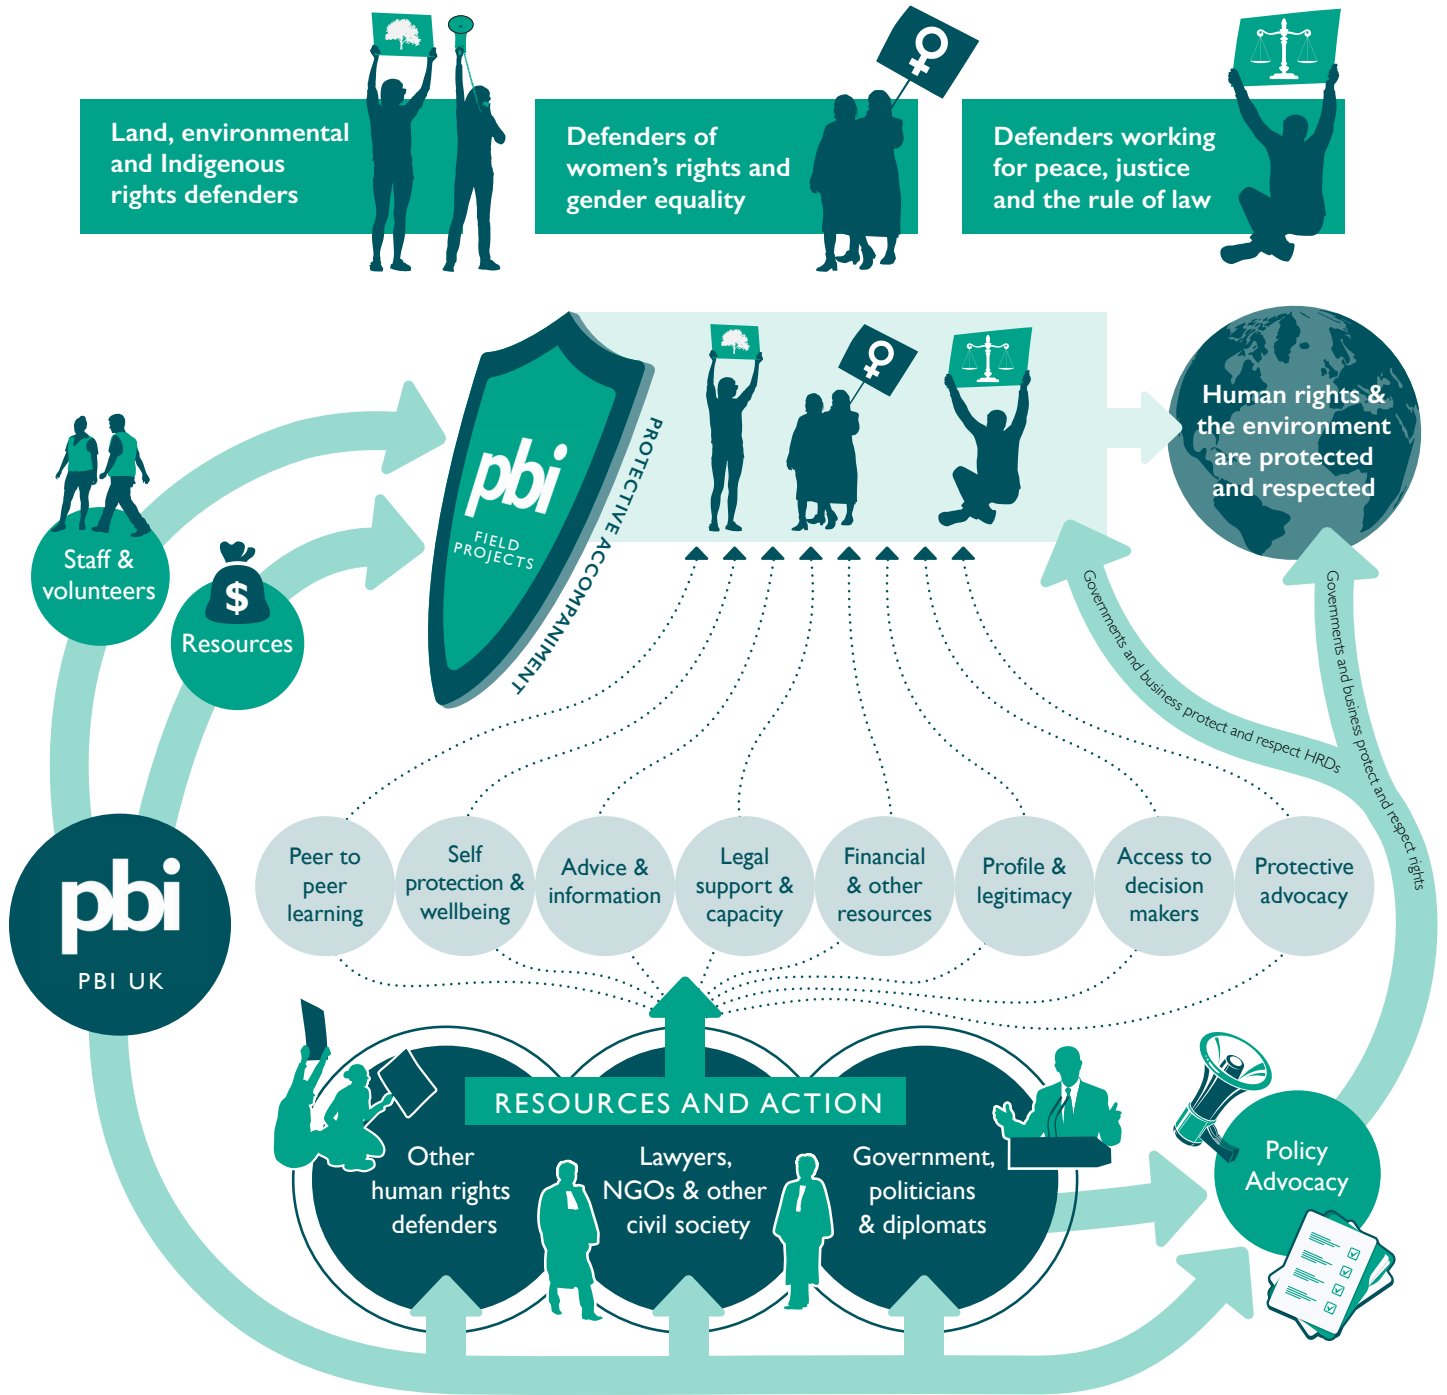 Land, environmental
and Indigenous
rights defenders
Defenders of
women’s rights and
gender equality
Defenders working
for peace, justice
and the rule of law
pbi
FIELD
PROJECTS
PROTECTIVE ACCOMPANIMENT
Human rights &
the environment
are protected
and respected
Staff &
volunteers
$
Resources
Governments and business protect and respect HRDs
Governments and business protect and respect rights
pbi
PBI UK
Peer to
peer
learning
Self
protection &
wellbeing
Advice &
information
Legal
support &
capacity
Financial
& other
resources
Profile &
legitimacy
Access to
decision
makers
Protective
advocacy
RESOURCES AND ACTION
Other
human rights
defenders
Lawyers,
NGOs & other
civil society
Government,
politicians
& diplomats
Policy
Advocacy